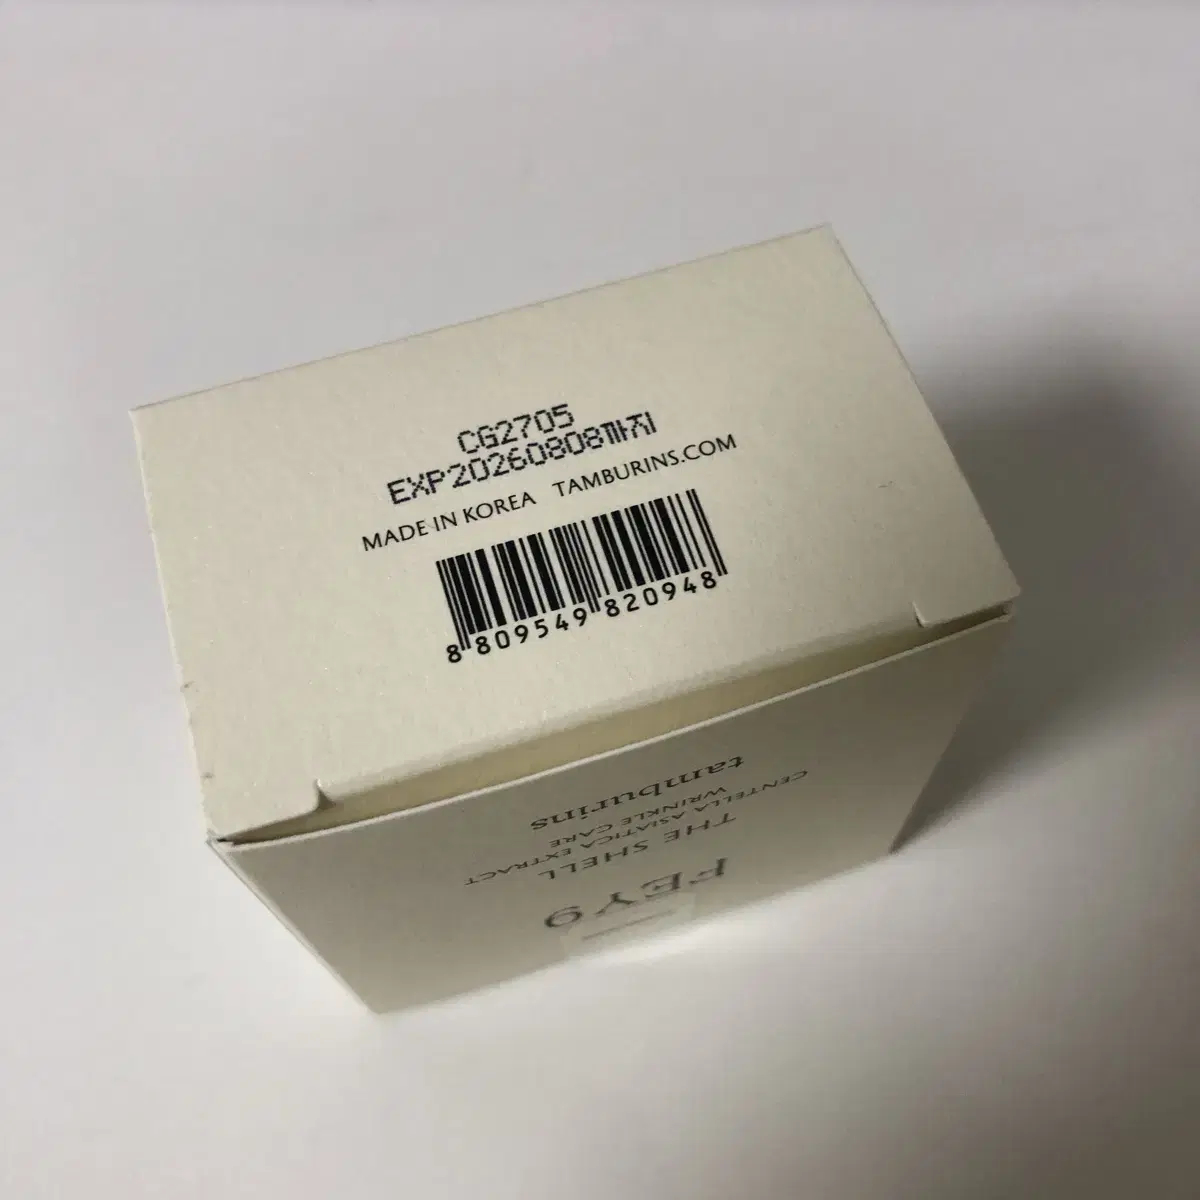 CG2705
EXP20260808까지
MADE IN KOREA TAMBURINS.COM
8 809549 820948
FEY9
THE SHELL
CENTELLA ASIATICA EXTRACT
WRINKLE CARE
tamburins